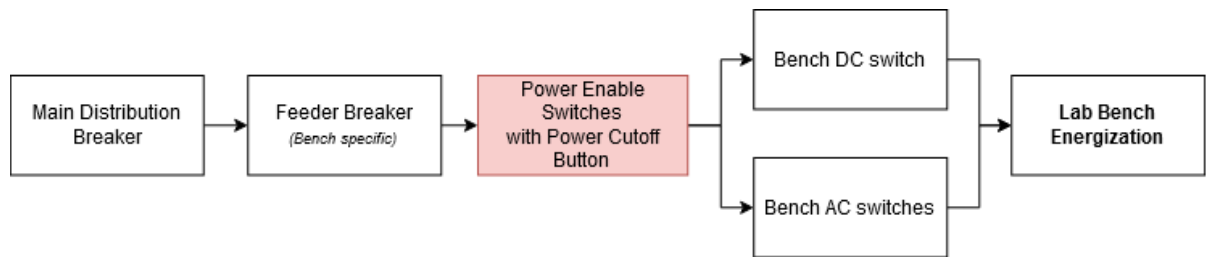 Main Distribution
Breaker
Feeder Breaker
(Bench specific)
Power Enable
Switches
with Power Cutoff
Button
Bench DC switch
Bench AC switches
Lab Bench
Energization